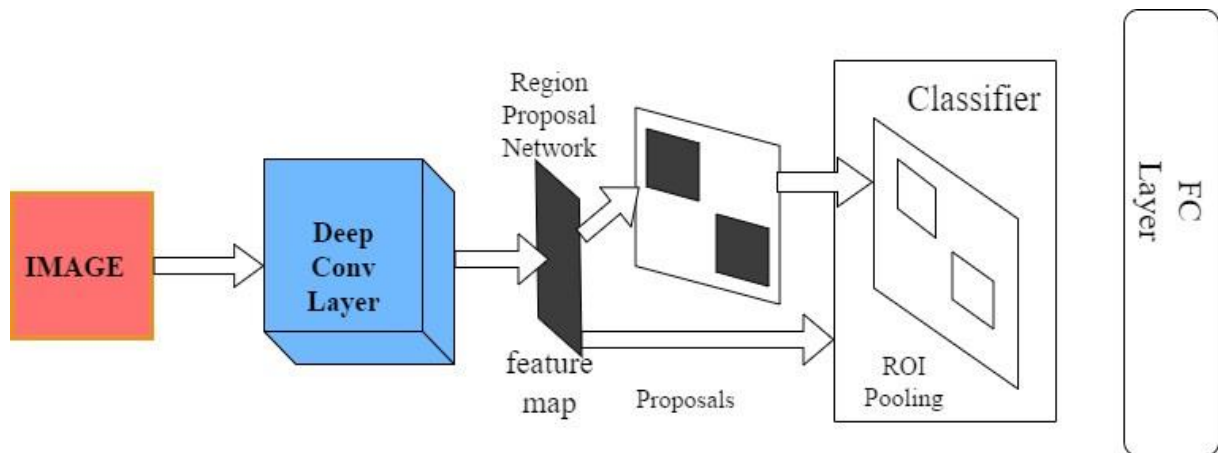 IMAGE
Deep
Conv
Layer
Region
Proposal
Network
feature
map
Proposals
Classifier
ROI
Pooling
FC
Layer